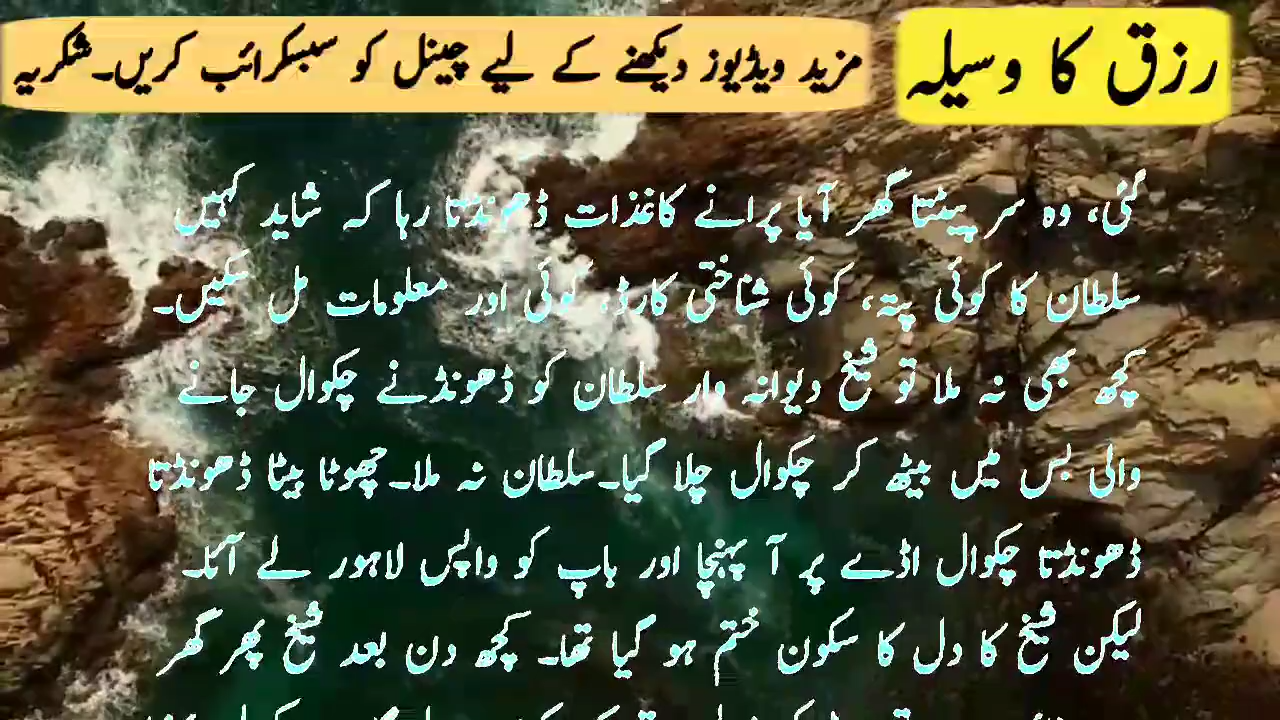 رزق کا وسیلہ
مزید ویڈیوز دیکھنے کے لیے چینل کو سبسکرائب کریں۔شکریہ
گئی، وہ سر پیٹتا گھر آیا پرانے کاغذات ڈھونڈتا رہا کہ شاید کہیں
سلطان کا کوئی پتہ، کوئی شناختی کارڈ، کوئی اور معلومات مل سکیں۔
کچھ بھی نہ ملا تو شیخ دیوانہ وار سلطان کو ڈھونڈنے چکوال جانے
والی بس میں بیٹھ کر چکوال چلا گیا۔سلطان نہ ملا۔چھوٹا بیٹا ڈھونڈتا
ڈھونڈتا چکوال اڈے پر آ پہنچا اور باپ کو واپس لاہور لے آیا۔
لیکن شیخ کا دل کا سکون ختم ہو گیا تھا۔ کچھ دن بعد شیخ پھر گھر